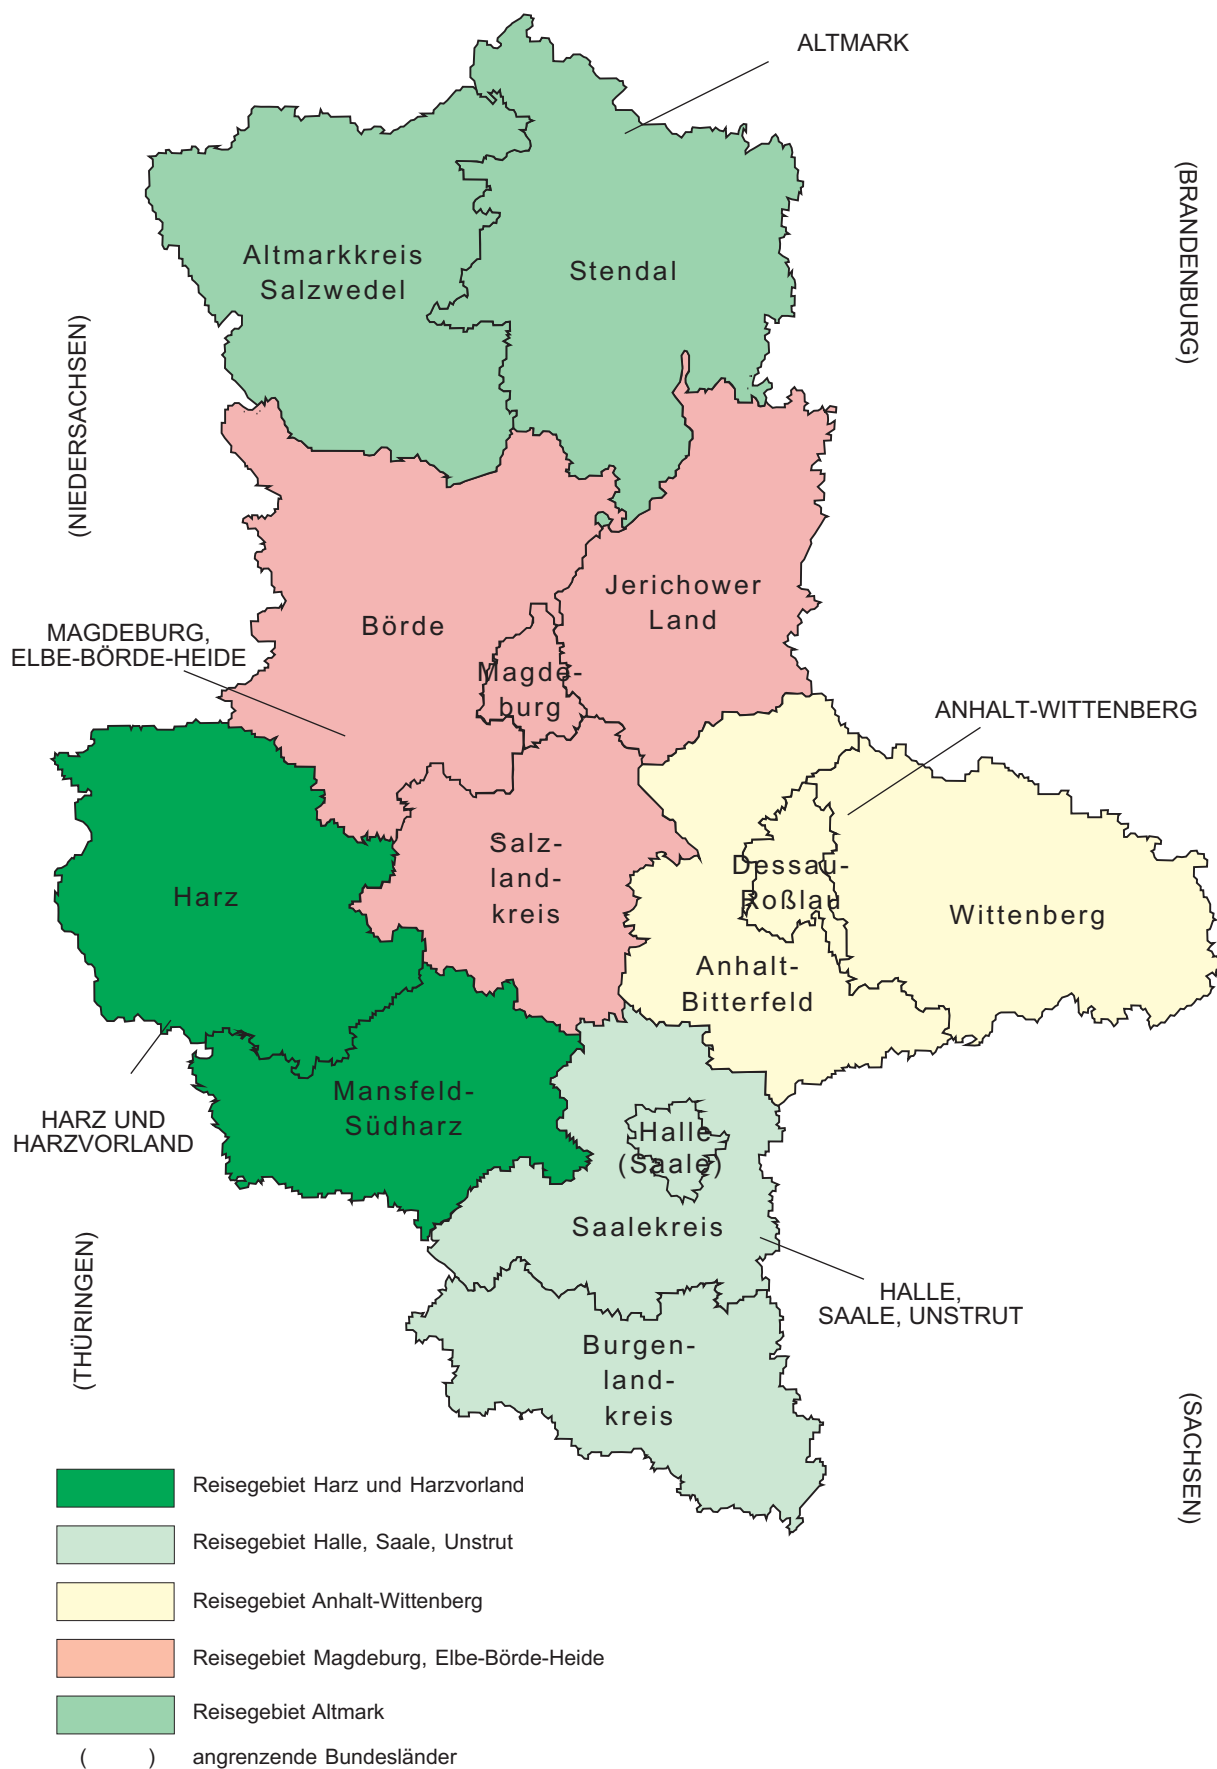 ALTMARK
(BRANDENBURG)
Altmarkkreis
Salzwedel
Stendal
(NIEDERSACHSEN)
Jerichower
Land
Börde
MAGDEBURG,
ELBE-BÖRDE-HEIDE
Magde-
burg
ANHALT-WITTENBERG
Salz-
land-
kreis
Dessau-
Roßlau
Harz
Wittenberg
Anhalt-
Bitterfeld
Mansfeld-
Südharz
HARZ UND
HARZVORLAND
Halle
(Saale)
Saalekreis
(THÜRINGEN)
HALLE,
SAALE, UNSTRUT
Burgen-
land-
kreis
(SACHSEN)
Reisegebiet Harz und Harzvorland
Reisegebiet Halle, Saale, Unstrut
Reisegebiet Anhalt-Wittenberg
Reisegebiet Magdeburg, Elbe-Börde-Heide
Reisegebiet Altmark
( ) angrenzende Bundesländer